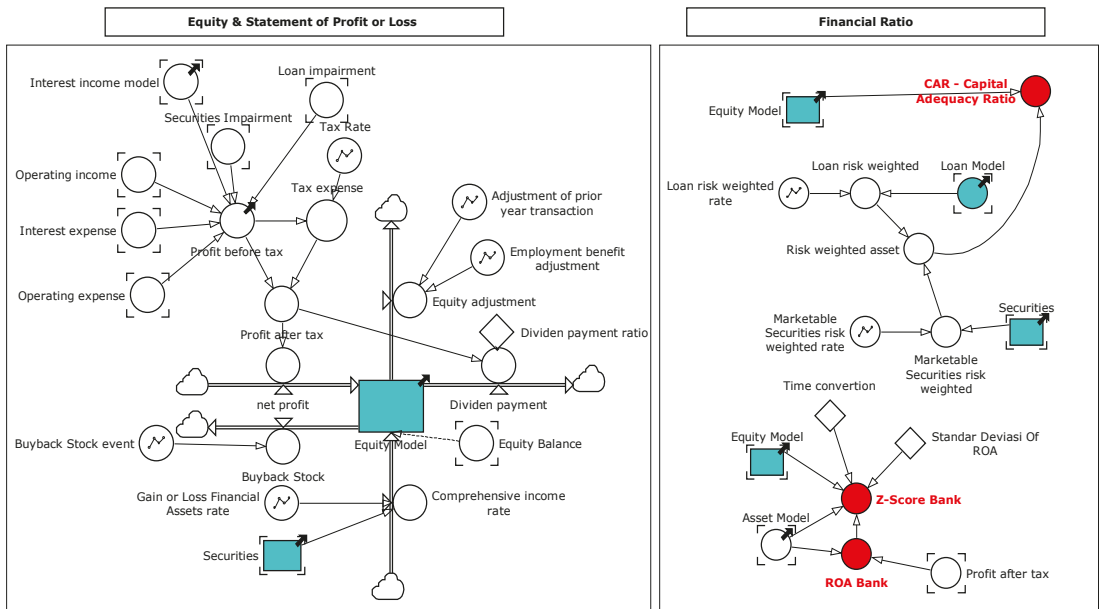 Equity & Statement of Profit or Loss
Interest income model
Loan impairment
Securities Impairment
Tax Rate
Operating income
Tax expense
Interest expense
Profit before tax
Operating expense
Adjustment of prior
year transaction
Employment benefit
adjustment
Equity adjustment
Profit after tax
Dividen payment ratio
net profit
Dividen payment
Buyback Stock event
Equity Model
Equity Balance
Buyback Stock
Gain or Loss Financial
Assets rate
Comprehensive income
rate
Securities
Financial Ratio
CAR - Capital
Adequacy Ratio
Equity Model
Loan risk weighted
Loan Model
Loan risk weighted
rate
Risk weighted asset
Securities
Marketable
Securities risk
weighted rate
Marketable
Securities risk
weighted
Time convertion
Equity Model
Standar Deviasi Of
ROA
Z-Score Bank
Asset Model
ROA Bank
Profit after tax